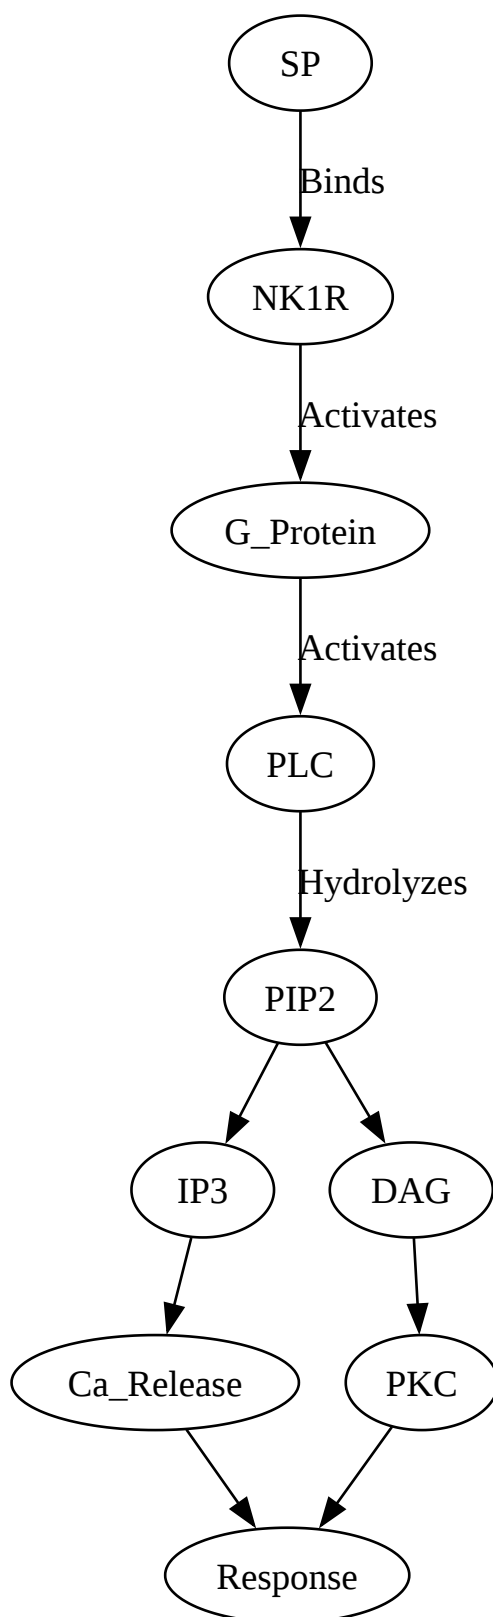 SP
Binds
NK1R
Activates
G_Protein
Activates
PLC
Hydrolyzes
PIP2
IP3
DAG
Ca_Release
PKC
Response